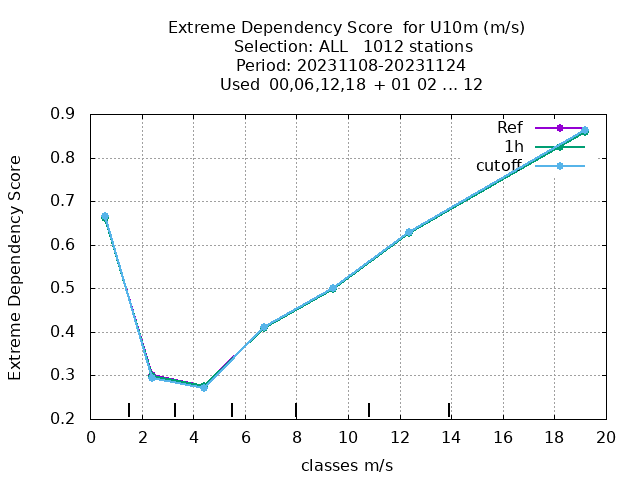 Extreme Dependency Score  for U10m (m/s)
Selection: ALL   1012 stations
Period: 20231108-20231124
Used  00,06,12,18  + 01 02 ... 12
Extreme Dependency Score
0.9
0.8
0.7
0.6
0.5
0.4
0.3
0.2
Ref
1h
cutoff
0 2 4 6 8 10 12 14 16 18 20
classes m/s